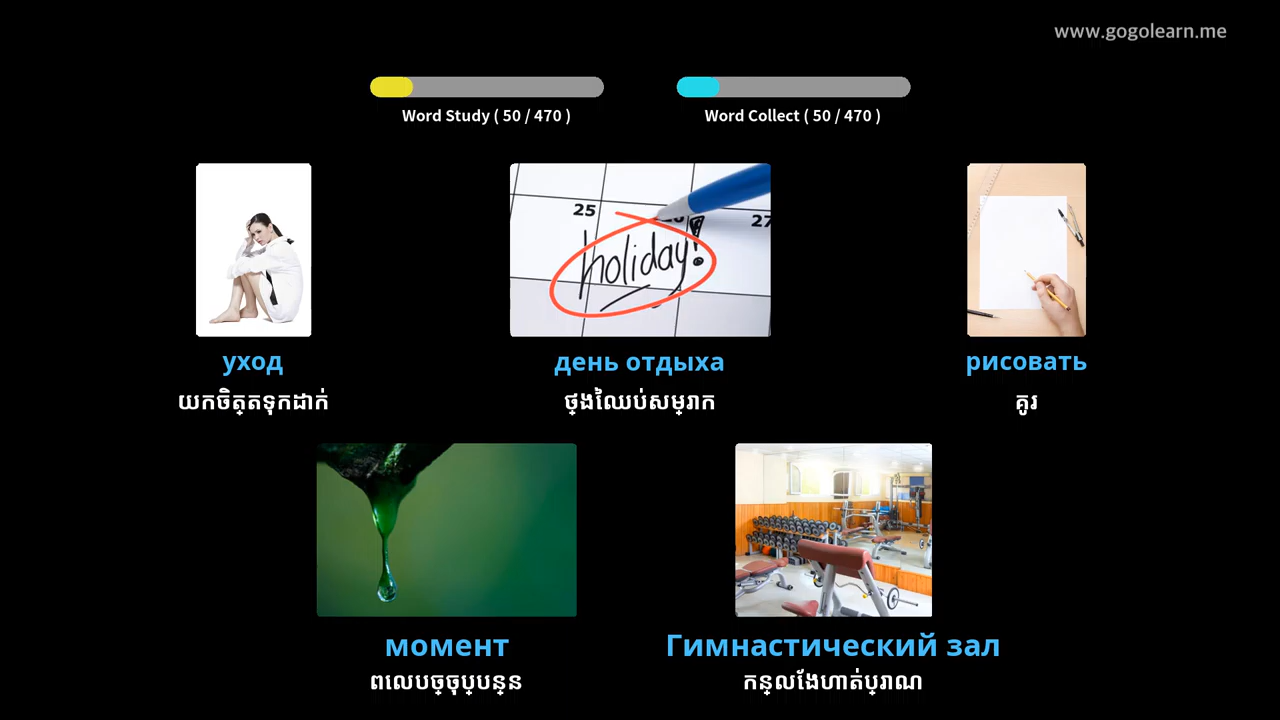 www.gogolearn.me
Word Study ( 50 / 470 )
Word Collect ( 50 / 470 )
25
27
holiday!
уход
យកចិត្តទុកដាក់
день отдыха
ថ្ងៃឈប់សម្រាក
рисовать
គូរ
момент
ពេលបច្ចុប្បន្ន
Гимнастический зал
កន្លែងហាត់ប្រាណ